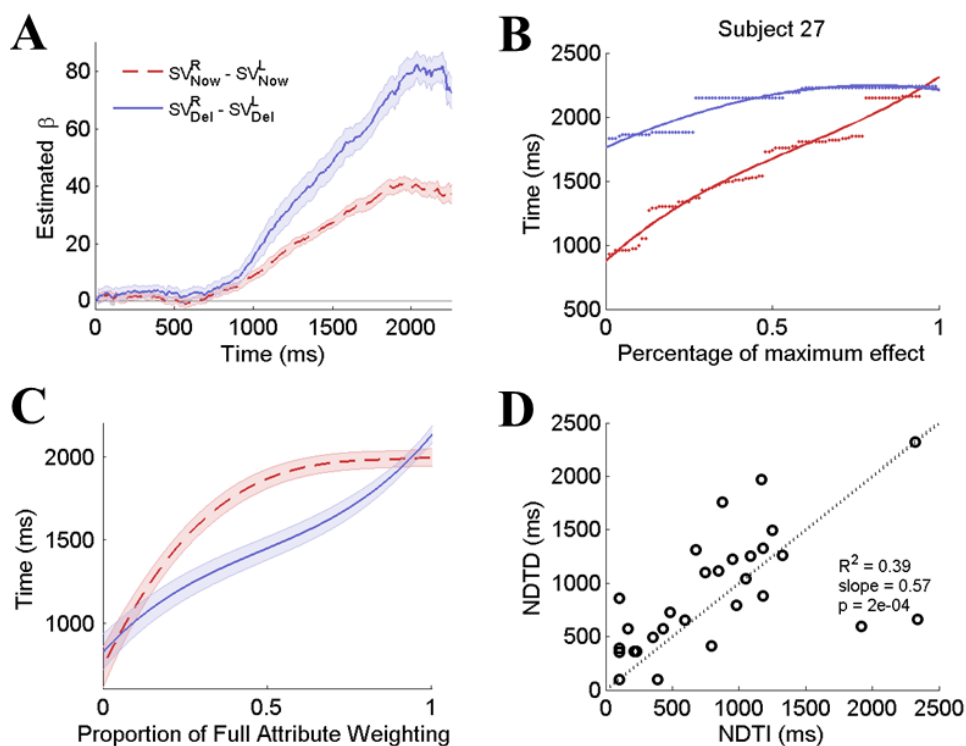 A
80
60
40
20
0
Estimated β
SV^R_Now - SV^L_Now
SV^R_Del - SV^L_Del
0 500 1000 1500 2000
Time (ms)
B
Subject 27
2500
2000
1500
1000
500
Time (ms)
0 0.5 1
Percentage of maximum effect
C
2000
1500
1000
Time (ms)
0 0.5 1
Proportion of Full Attribute Weighting
D
2500
2000
1500
1000
500
0
NDTD (ms)
R² = 0.39
slope = 0.57
p = 2e-04
0 500 1000 1500 2000 2500
NDTI (ms)